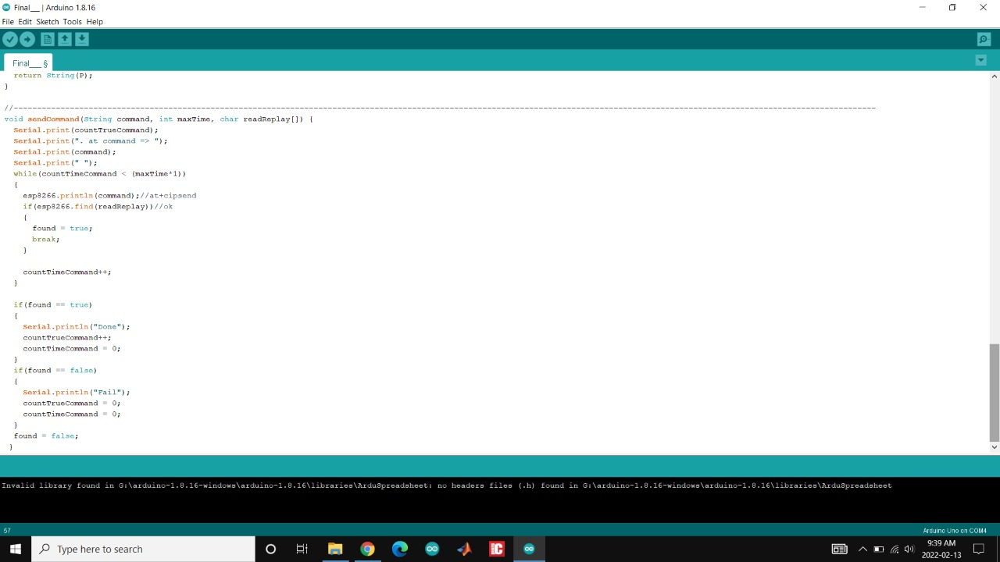 Final___ | Arduino 1.8.16
File Edit Sketch Tools Help
Final___ §
return String(P);
}
//----------------------------------------------------------------------------------------------------------------------------------------------------------------------------------------
void sendCommand(String command, int maxTime, char readReplay[]) {
Serial.print(countTrueCommand);
Serial.print(". at command => ");
Serial.print(command);
Serial.print(" ");
while(countTimeCommand < (maxTime*1))
{
esp8266.println(command);//at+cipsend
if(esp8266.find(readReplay))//ok
{
found = true;
break;
}
countTimeCommand++;
}
if(found == true)
{
Serial.println("Done");
countTrueCommand++;
countTimeCommand = 0;
}
if(found == false)
{
Serial.println("Fail");
countTrueCommand = 0;
countTimeCommand = 0;
}
found = false;
}
Invalid library found in G:\arduino-1.8.16-windows\arduino-1.8.16\libraries\ArduSpreadsheet: no headers files (.h) found in G:\arduino-1.8.16-windows\arduino-1.8.16\libraries\ArduSpreadsheet
57
Arduino Uno on COM4
Type here to search
iC
9:39 AM
2022-02-13